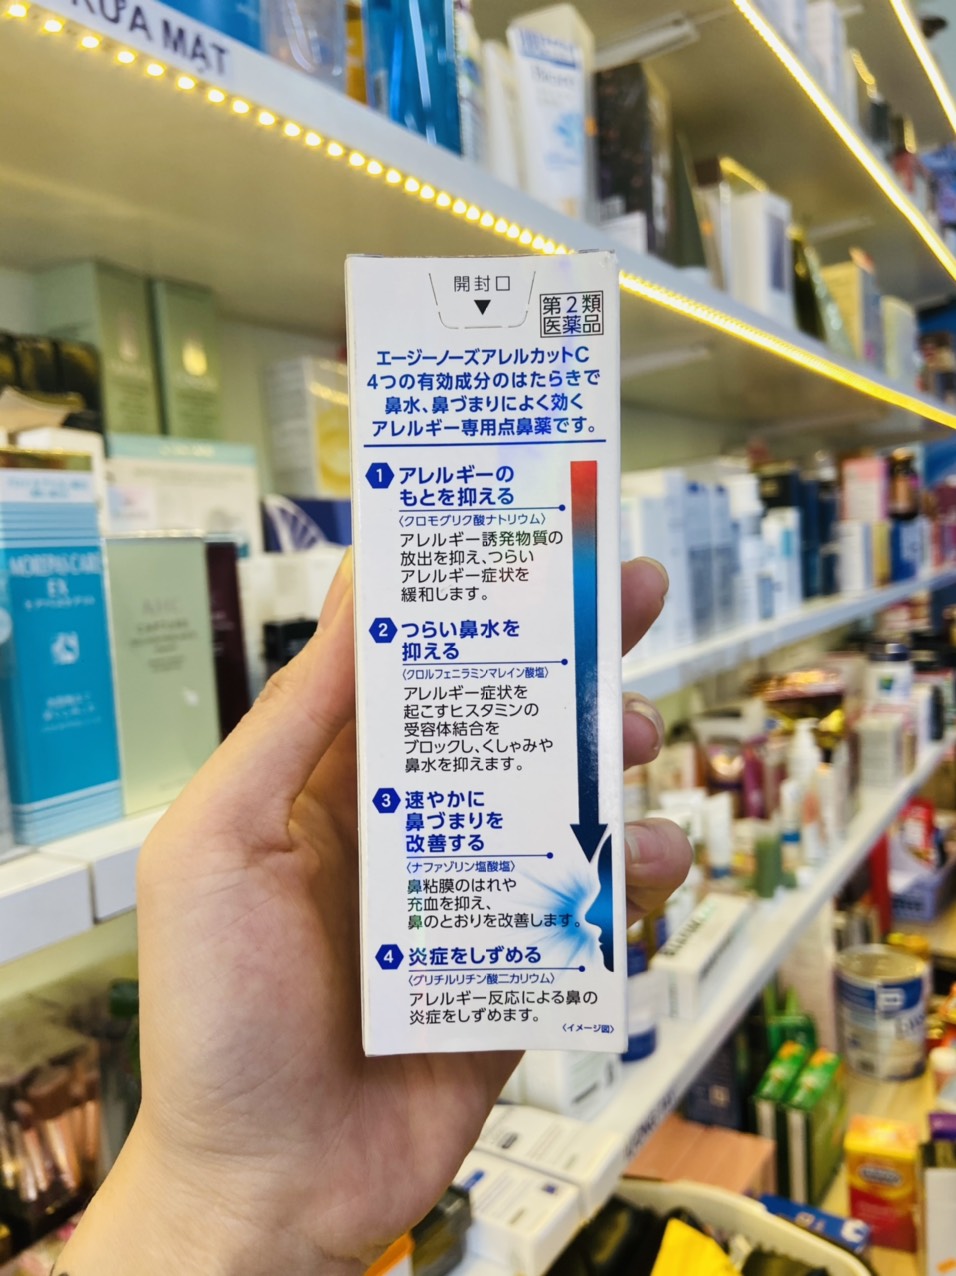 RỬA MẶT
開封口
第2類
医薬品
エージーノーズアレルカットC
4つの有効成分のはたらきで
鼻水、鼻づまりによく効く
アレルギー専用点鼻薬です。
1 アレルギーの
もとを抑える
〈クロモグリク酸ナトリウム〉
アレルギー誘発物質の
放出を抑え、つらい
アレルギー症状を
緩和します。
2 つらい鼻水を
抑える
〈クロルフェニラミンマレイン酸塩〉
アレルギー症状を
起こすヒスタミンの
受容体結合を
ブロックし、くしゃみや
鼻水を抑えます。
3 速やかに
鼻づまりを
改善する
〈ナファゾリン塩酸塩〉
鼻粘膜のはれや
充血を抑え、
鼻のとおりを改善します。
4 炎症をしずめる
〈グリチルリチン酸二カリウム〉
アレルギー反応による鼻の
炎症をしずめます。
〈イメージ図〉